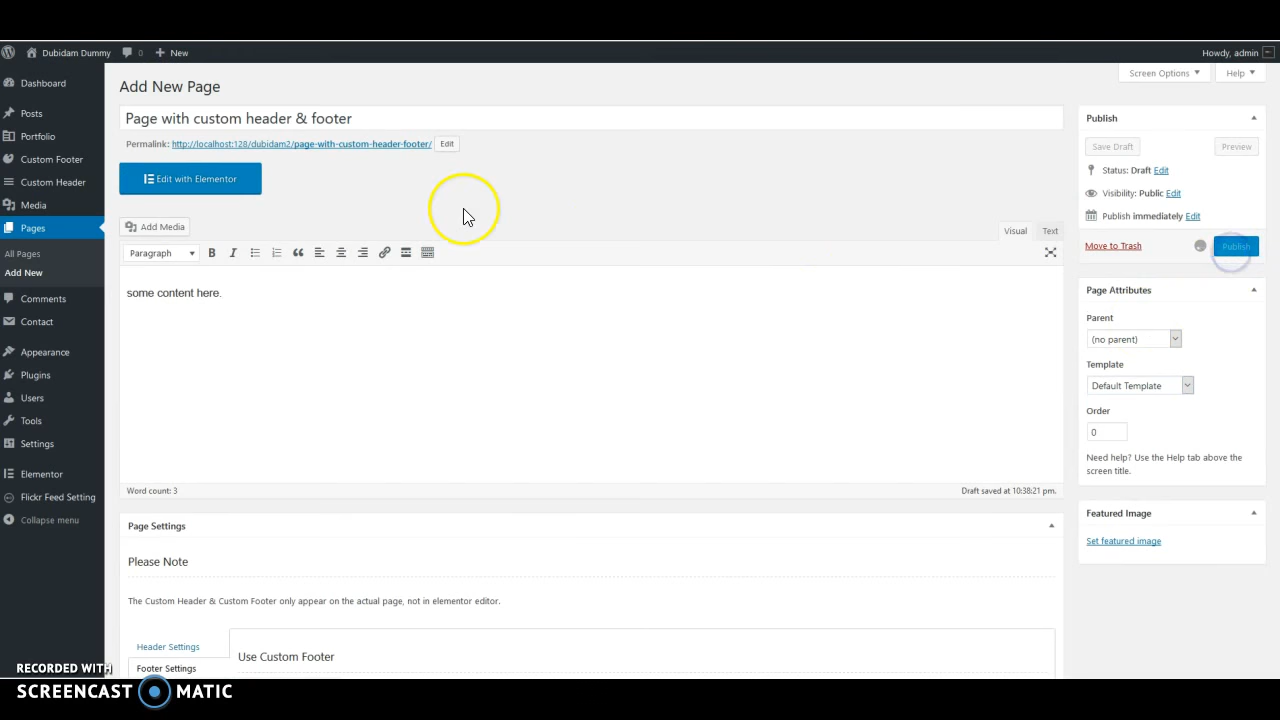 Dubidam Dummy
0
New
Howdy, admin
Screen Options
Help
Dashboard
Posts
Portfolio
Custom Footer
Custom Header
Media
Pages
All Pages
Add New
Comments
Contact
Appearance
Plugins
Users
Tools
Settings
Elementor
Flickr Feed Setting
Collapse menu
Add New Page
Page with custom header & footer
Permalink: http://localhost:128/dubidam2/page-with-custom-header-footer/ Edit
Edit with Elementor
Add Media
Visual
Text
Paragraph
B I
some content here.
Word count: 3
Draft saved at 10:38:21 pm.
Page Settings
Please Note
The Custom Header & Custom Footer only appear on the actual page, not in elementor editor.
Header Settings
Footer Settings
Use Custom Footer
Publish
Save Draft
Preview
Status: Draft Edit
Visibility: Public Edit
Publish immediately Edit
Move to Trash
Publish
Page Attributes
Parent
(no parent)
Template
Default Template
Order
0
Need help? Use the Help tab above the
screen title.
Featured Image
Set featured image
RECORDED WITH
SCREENCAST MATIC